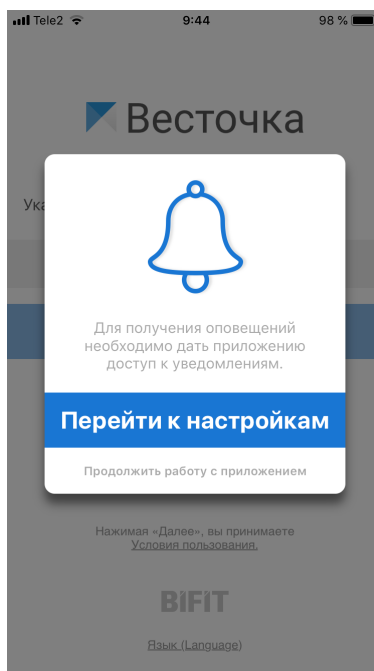 Tele2 9:44 98 %
Весточка
Ука
Для получения оповещений
необходимо дать приложению
доступ к уведомлениям.
Перейти к настройкам
Продолжить работу с приложением
Нажимая «Далее», вы принимаете
Условия пользования.
BIFIT
Язык (Language)